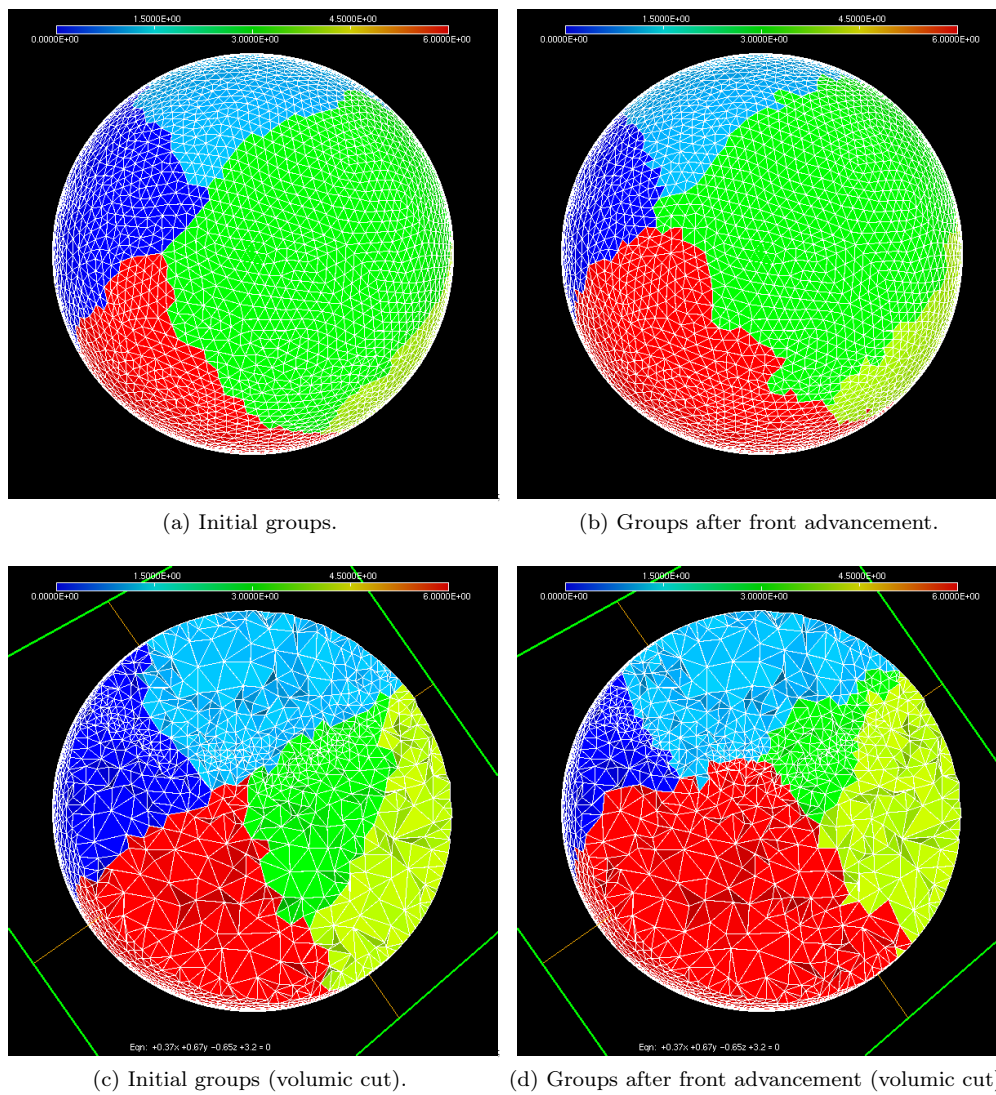 1.5000E+00 4.5000E+00
0.0000E+00 3.0000E+00 6.0000E+00
1.5000E+00 4.5000E+00
0.0000E+00 3.0000E+00 6.0000E+00
(a) Initial groups.
(b) Groups after front advancement.
1.5000E+00 4.5000E+00
0.0000E+00 3.0000E+00 6.0000E+00
Eqn: +0.37x +0.67y -0.65z +3.2 = 0
1.5000E+00 4.5000E+00
0.0000E+00 3.0000E+00 6.0000E+00
Eqn: +0.37x +0.67y -0.65z +3.2 = 0
(c) Initial groups (volumic cut).
(d) Groups after front advancement (volumic cut)